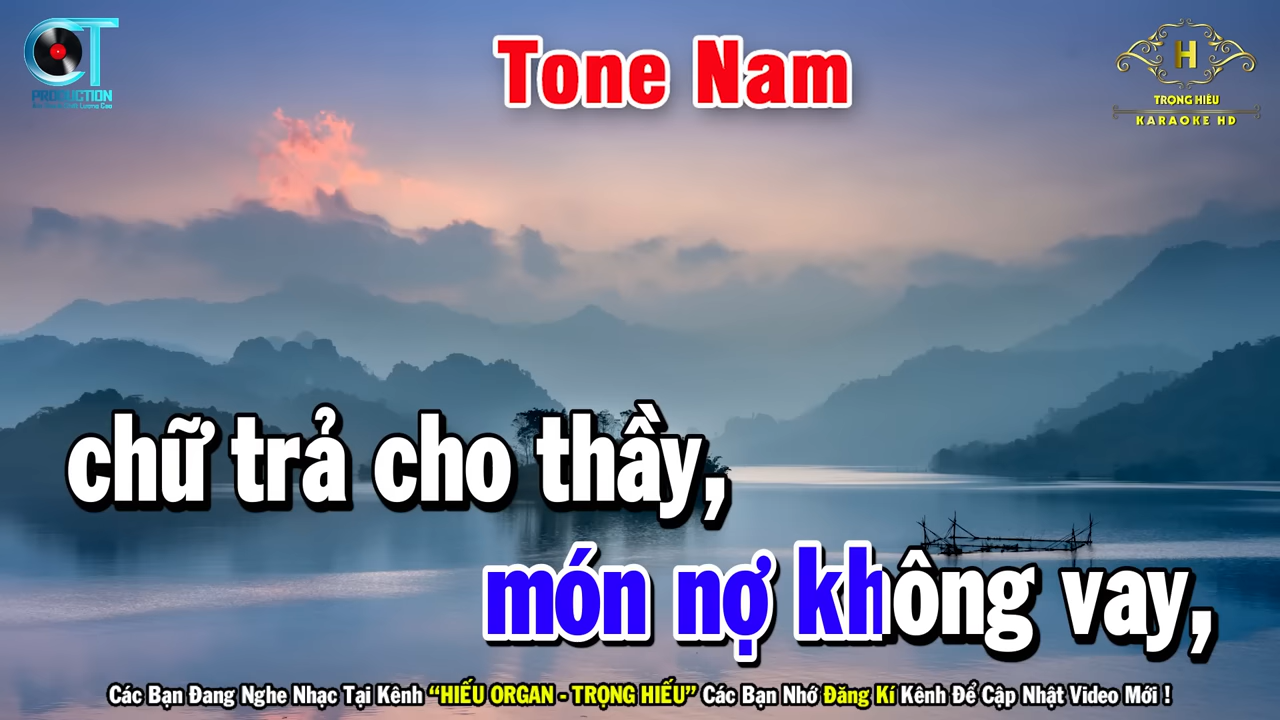 CT
PRODUCTION
Tone Nam
H
TRỌNG HIẾU
KARAOKE HD
chữ trả cho thầy,
món nợ không vay,
Các Bạn Đang Nghe Nhạc Tại Kênh “HIẾU ORGAN - TRỌNG HIẾU” Các Bạn Nhớ Đăng Kí Kênh Để Cập Nhật Video Mới !